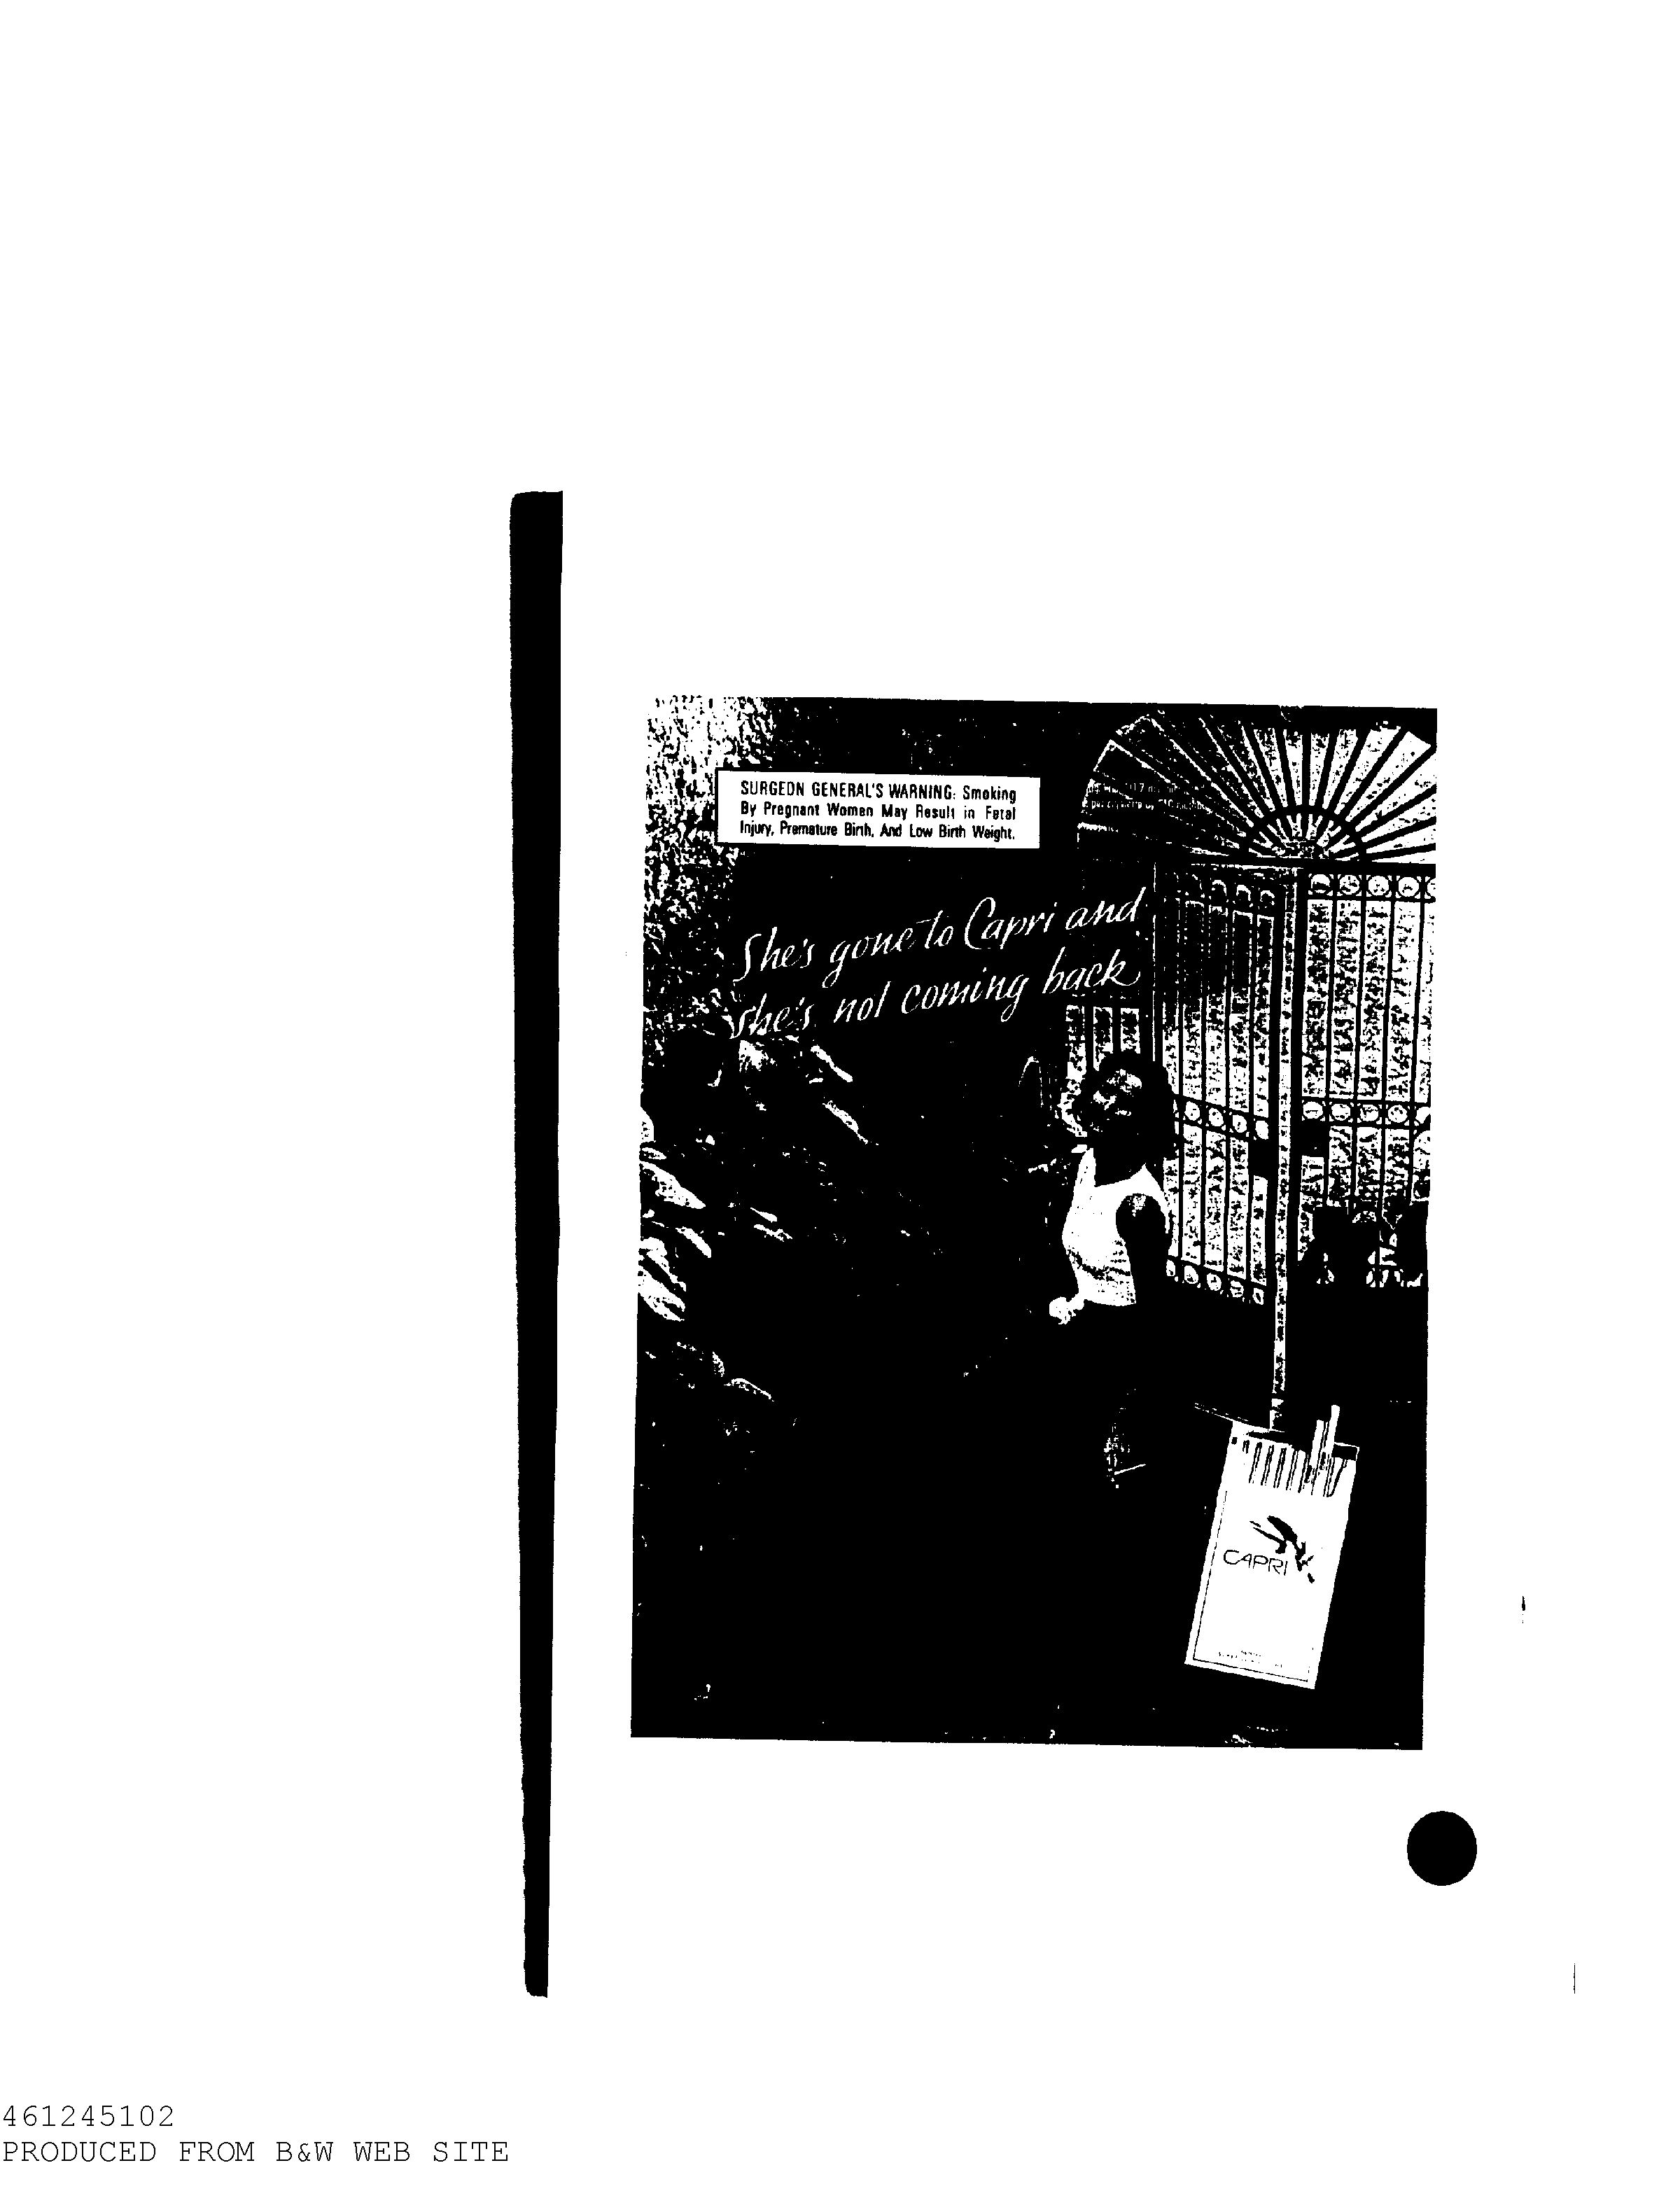 SURGEON GENERAL'S WARNING: Smoking
By Pregnant Women May Result in Fetal
Injury, Premature Birth, And Low Birth Weight.
She's gone to Capri and
she's not coming back
CAPRI
461245102
PRODUCED FROM B&W WEB SITE